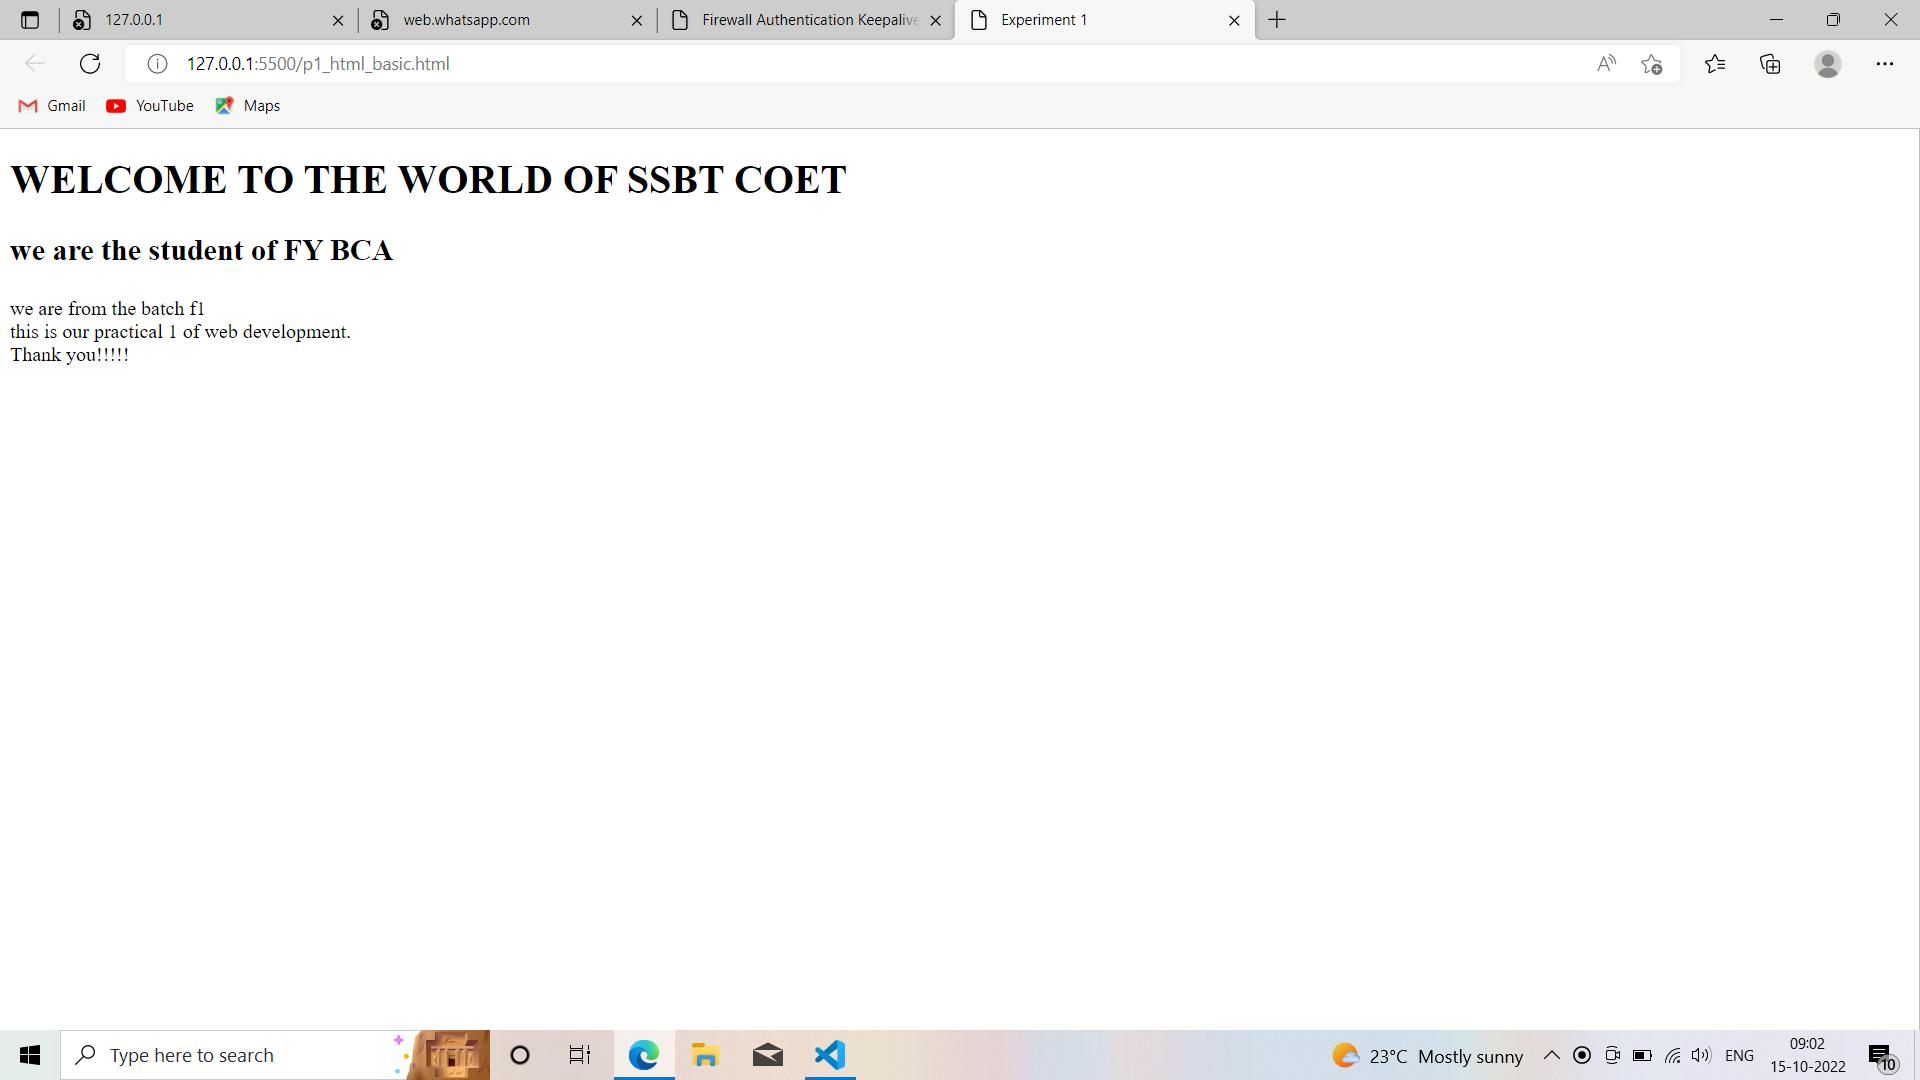 127.0.0.1
web.whatsapp.com
Firewall Authentication Keepalive
Experiment 1
127.0.0.1:5500/p1_html_basic.html
Gmail
YouTube
Maps
WELCOME TO THE WORLD OF SSBT COET
we are the student of FY BCA
we are from the batch f1
this is our practical 1 of web development.
Thank you!!!!!
Type here to search
23°C Mostly sunny
ENG
09:02
15-10-2022
10